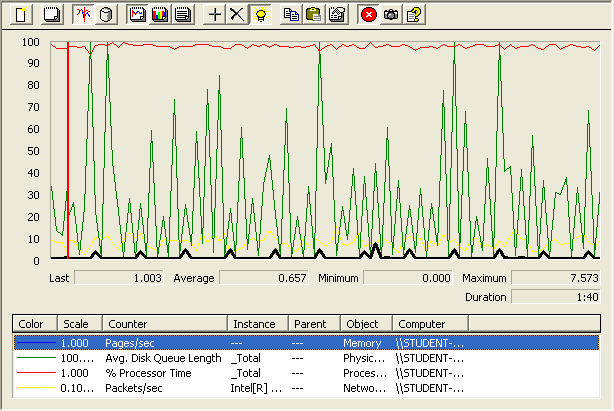 100
90
80
70
60
50
40
30
20
10
0
Last 1.003 Average 0.657 Minimum 0.000 Maximum 7.573
Duration 1:40
Color Scale Counter Instance Parent Object Computer
1.000 Pages/sec --- --- Memory \\STUDENT-...
100.... Avg. Disk Queue Length _Total --- Physic... \\STUDENT-...
1.000 % Processor Time _Total --- Proces... \\STUDENT-...
0.10... Packets/sec Intel[R] ... --- Netwo... \\STUDENT-...